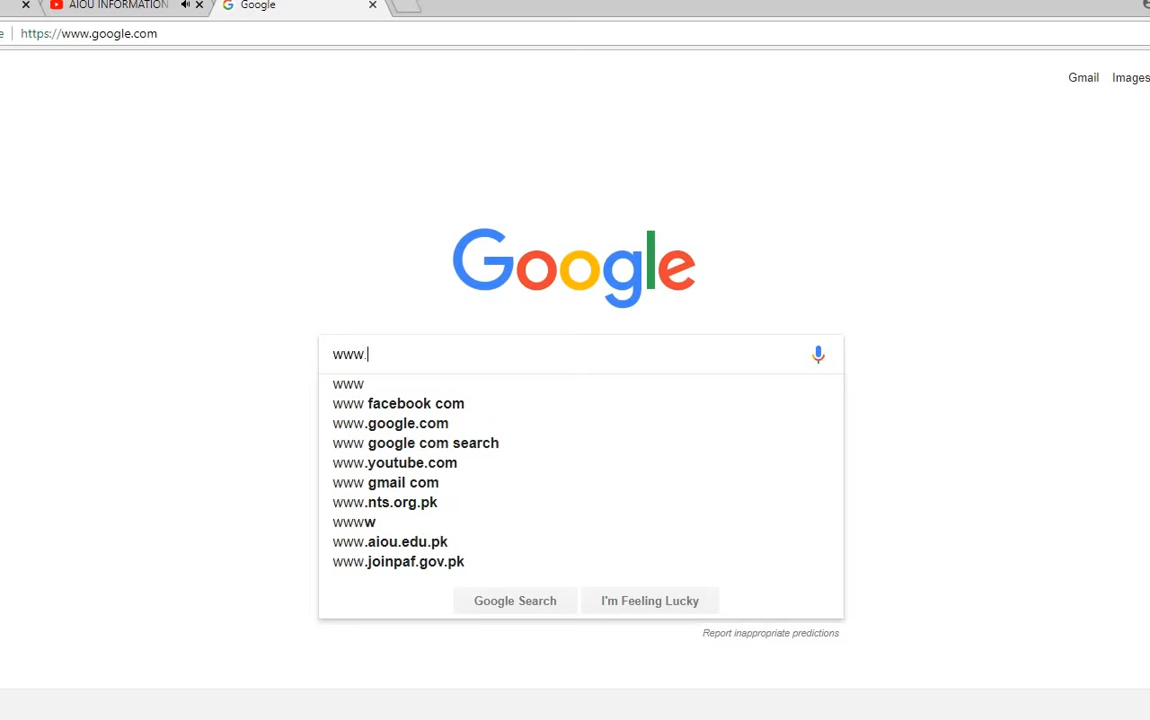 AIOU INFORMATION
Google
https://www.google.com
Gmail Images
Google
www.
www
www facebook com
www.google.com
www google com search
www.youtube.com
www gmail com
www.nts.org.pk
wwww
www.aiou.edu.pk
www.joinpaf.gov.pk
Google Search I'm Feeling Lucky
Report inappropriate predictions